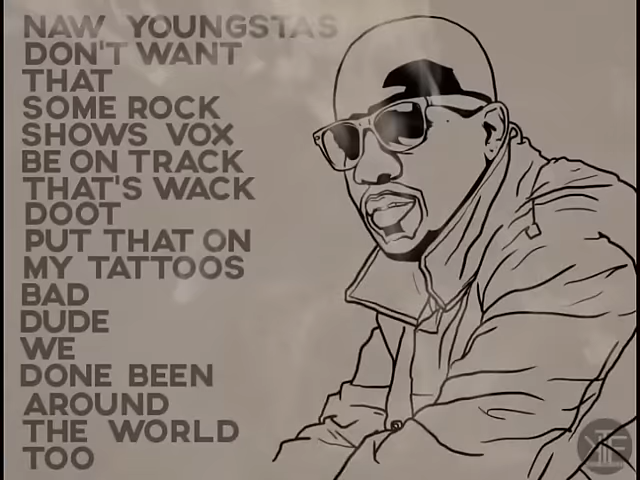 NAW YOUNGSTAS
DON'T WANT
THAT
SOME ROCK
SHOWS VOX
BE ON TRACK
THAT'S WACK
DOOT
PUT THAT ON
MY TATTOOS
BAD
DUDE
WE
DONE BEEN
AROUND
THE WORLD
TOO